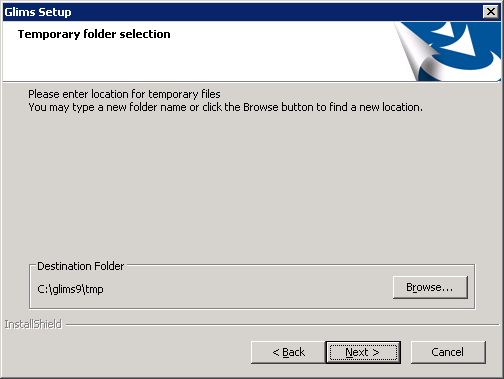 Glims Setup
Temporary folder selection
Please enter location for temporary files
You may type a new folder name or click the Browse button to find a new location.
Destination Folder
C:\glims9\tmp
Browse...
InstallShield
< Back
Next >
Cancel